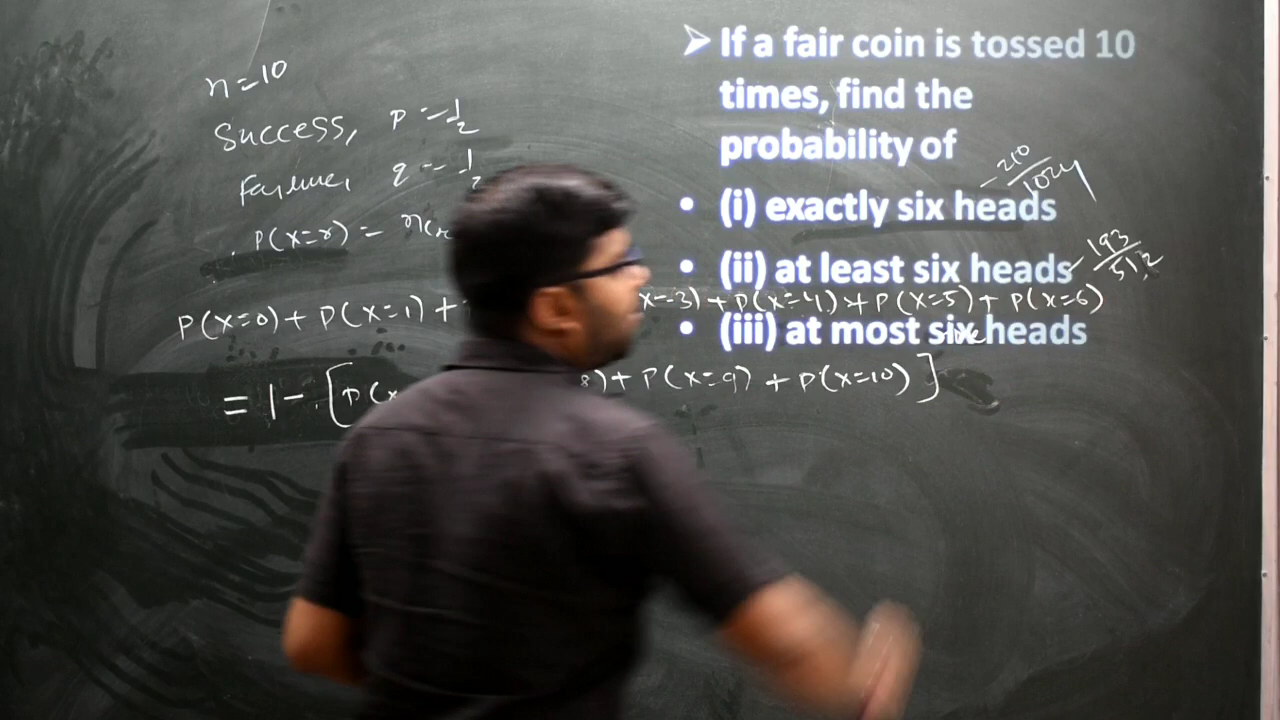 n=10
Success, p=1/2
Failure, q=1/2
P(x=r) =
P(x=0)+ P(x=1)+
x=3)+P(x=4)+P(x=5)+ P(x=6)
= 1-[P(x
8)+ P(x=9) + P(x=10)]
➢ If a fair coin is tossed 10
times, find the
probability of
- 210/1024
• (i) exactly six heads
• (ii) at least six heads
- 193/512
• (iii) at most six heads